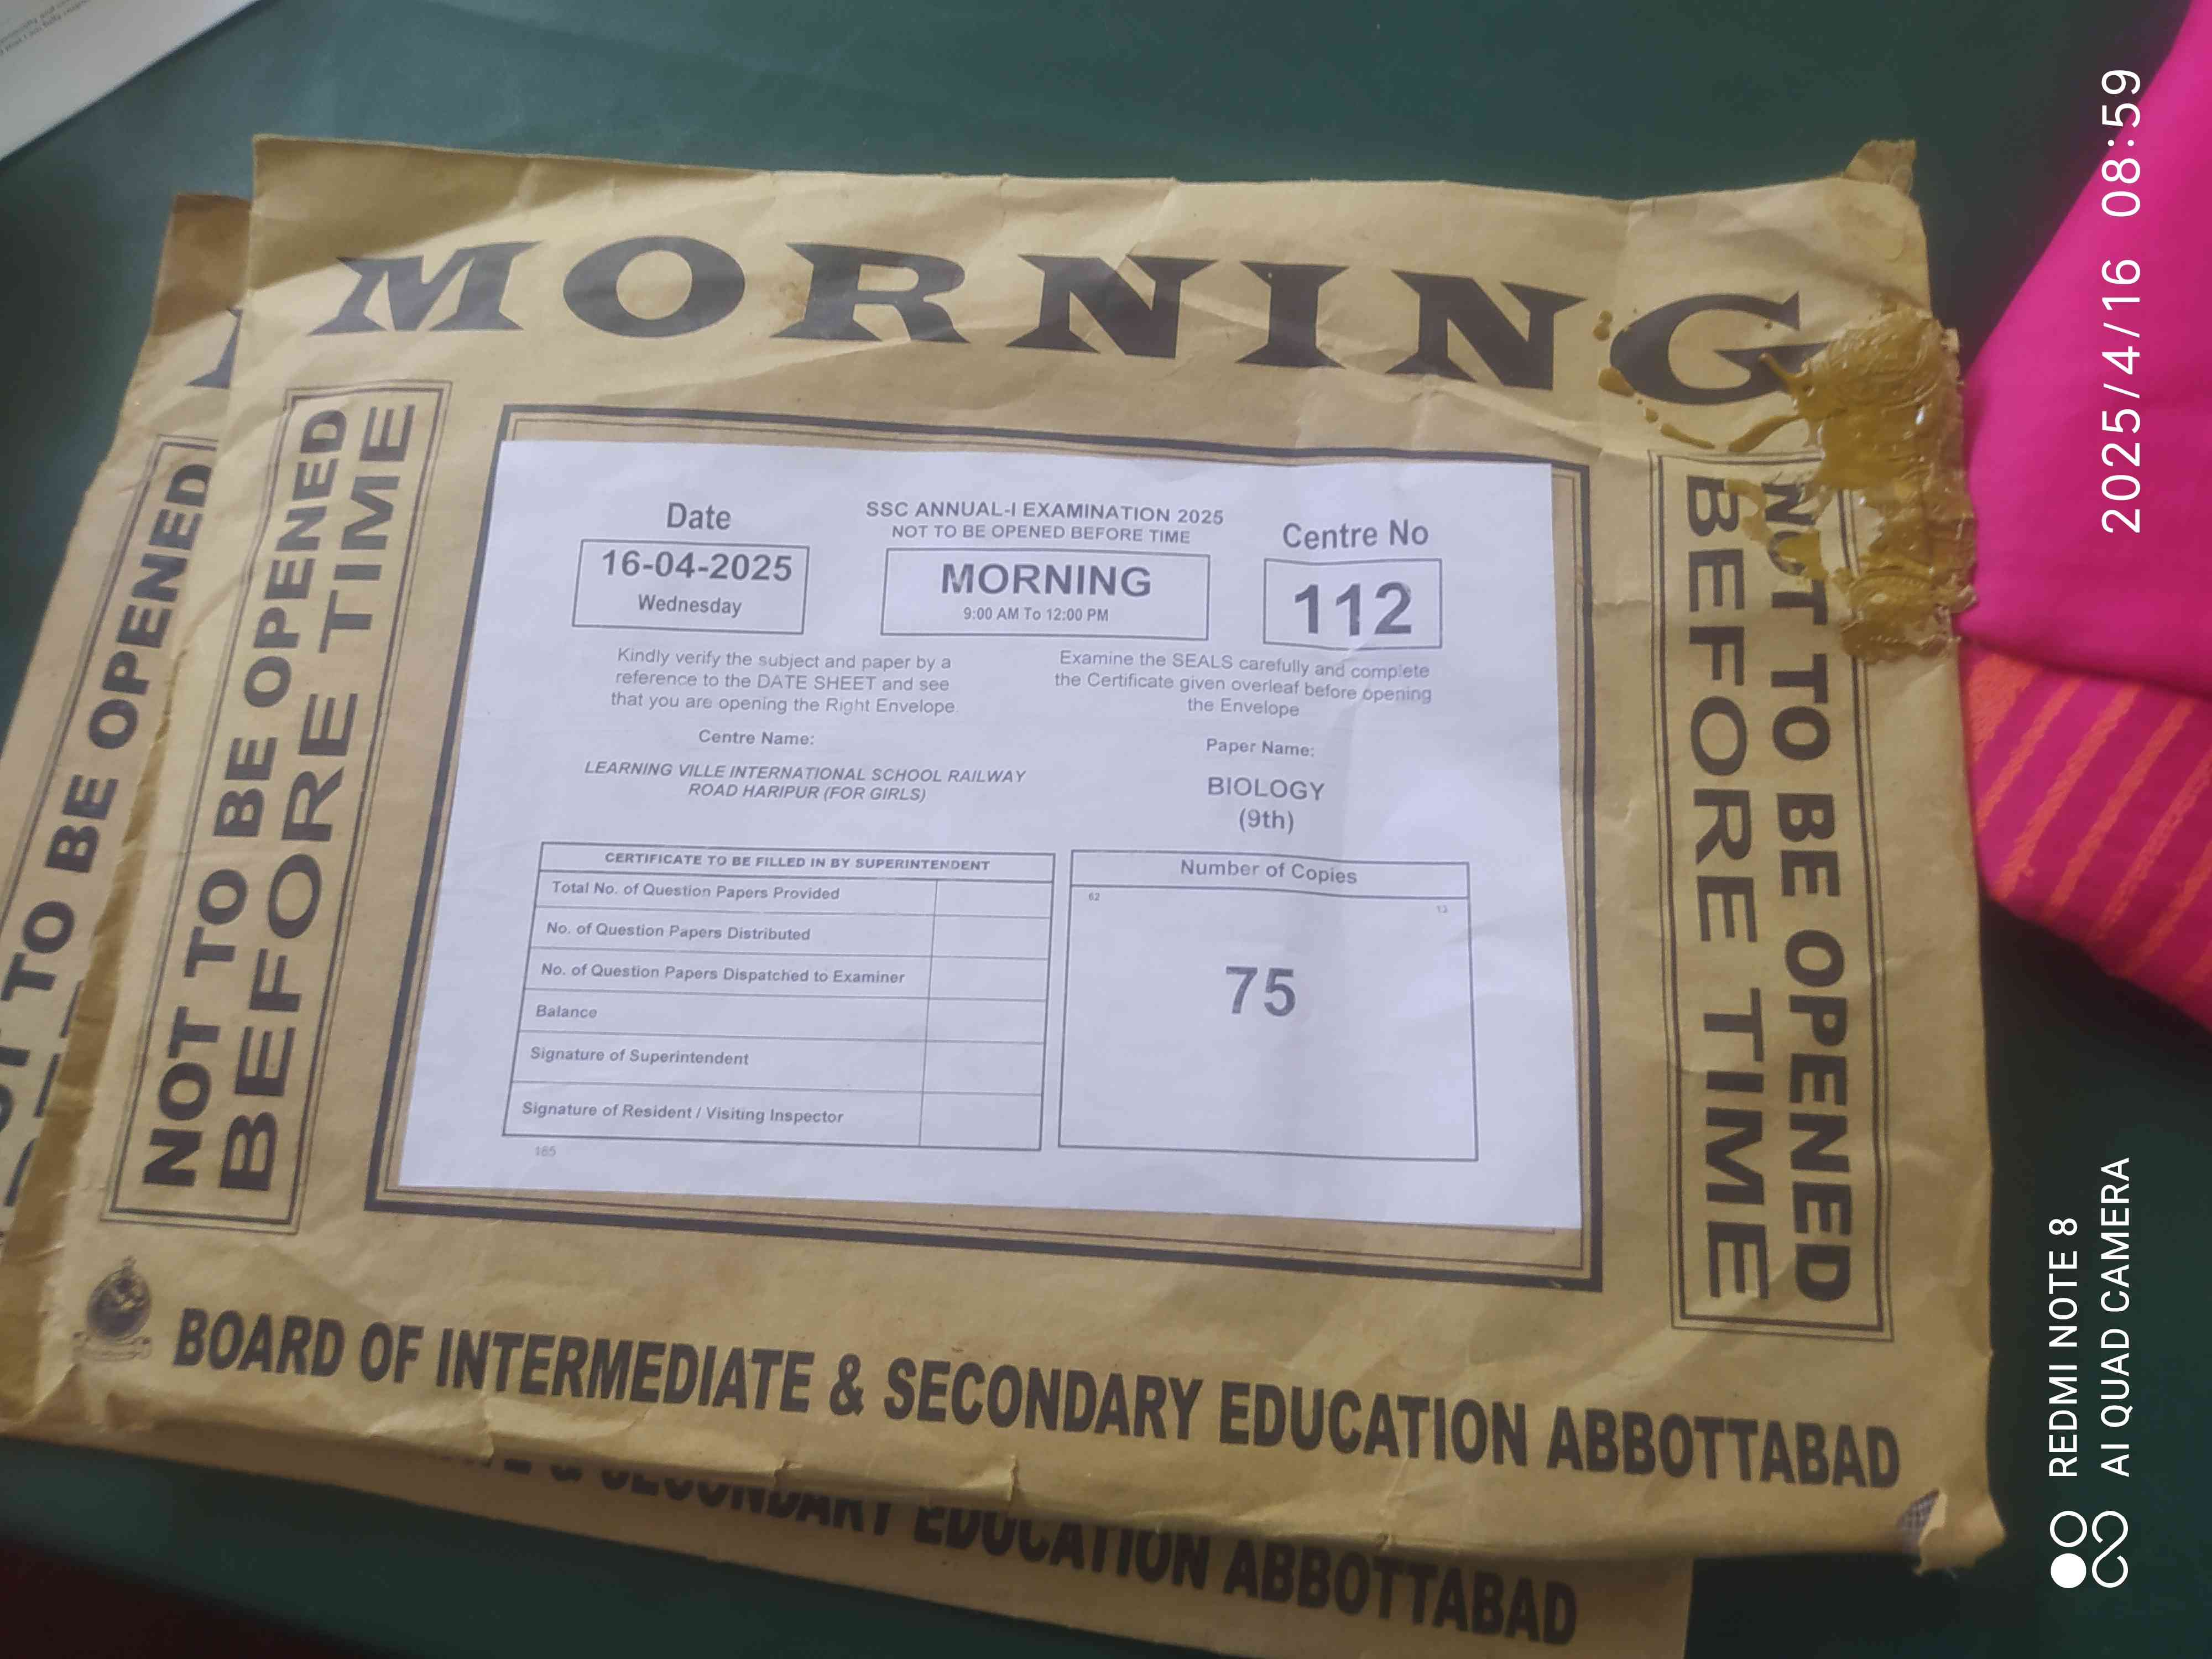 MORNING
NOT TO BE OPENED
BEFORE TIME
Date
16-04-2025
Wednesday
SSC ANNUAL-I EXAMINATION 2025
NOT TO BE OPENED BEFORE TIME
MORNING
9:00 AM To 12:00 PM
Centre No
112
Kindly verify the subject and paper by a
reference to the DATE SHEET and see
that you are opening the Right Envelope.
Examine the SEALS carefully and complete
the Certificate given overleaf before opening
the Envelope
Centre Name:
LEARNING VILLE INTERNATIONAL SCHOOL RAILWAY
ROAD HARIPUR (FOR GIRLS)
Paper Name:
BIOLOGY
(9th)
CERTIFICATE TO BE FILLED IN BY SUPERINTENDENT
Total No. of Question Papers Provided
No. of Question Papers Distributed
No. of Question Papers Dispatched to Examiner
Balance
Signature of Superintendent
Signature of Resident / Visiting Inspector
185
Number of Copies
62
13
75
NOT TO BE OPENED
BEFORE TIME
BOARD OF INTERMEDIATE & SECONDARY EDUCATION ABBOTTABAD
TO BE OPENED
& SECONDARY EDUCATION ABBOTTABAD
2025/4/16 08:59
REDMI NOTE 8
AI QUAD CAMERA